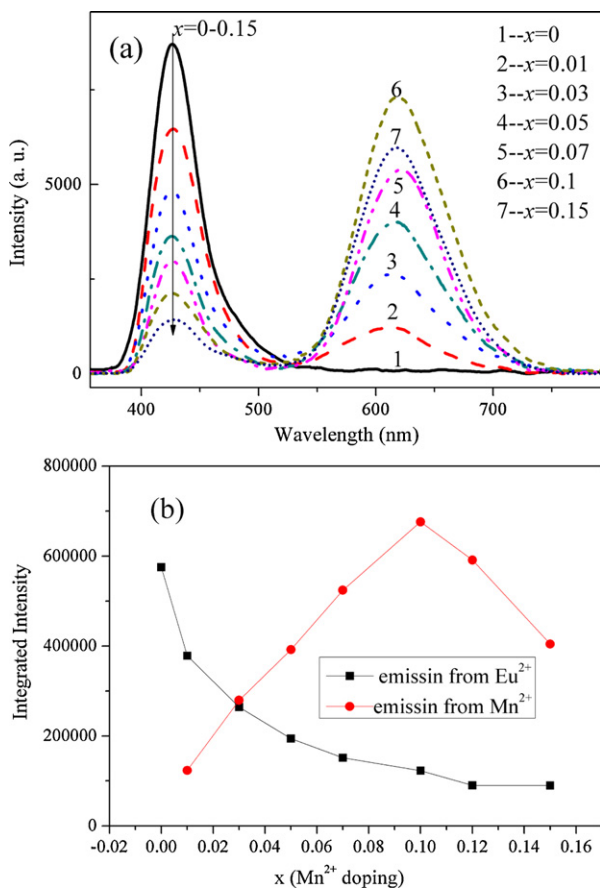 (a)
x=0-0.15
1--x=0
2--x=0.01
3--x=0.03
4--x=0.05
5--x=0.07
6--x=0.1
7--x=0.15
6
7
5
4
3
2
1
5000
0
Intensity (a. u.)
400
500
600
700
Wavelength (nm)
(b)
800000
600000
400000
200000
0
Integrated Intensity
emissin from Eu²⁺
emissin from Mn²⁺
-0.02 0.00 0.02 0.04 0.06 0.08 0.10 0.12 0.14 0.16
x (Mn²⁺ doping)